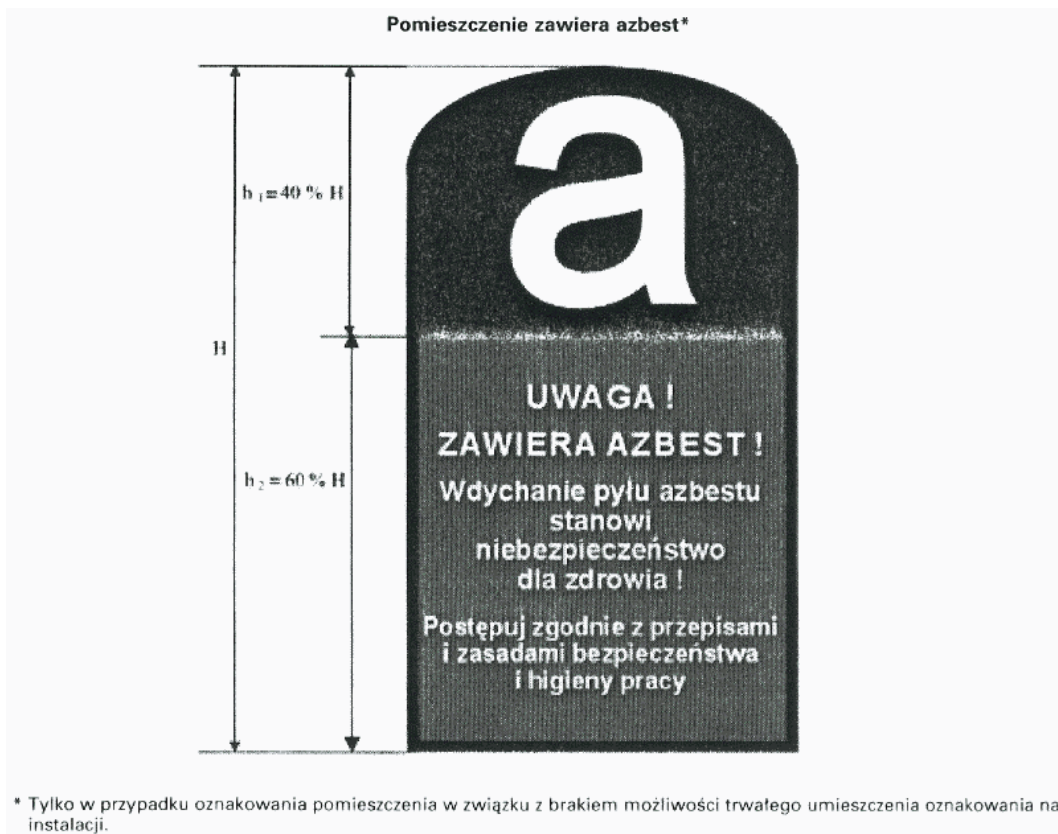 Pomieszczenie zawiera azbest*
a
h₁ = 40 % H
H
UWAGA !
ZAWIERA AZBEST !
h₂ = 60 % H
Wdychanie pyłu azbestu
stanowi
niebezpieczeństwo
dla zdrowia !
Postępuj zgodnie z przepisami
i zasadami bezpieczeństwa
i higieny pracy
* Tylko w przypadku oznakowania pomieszczenia w związku z brakiem możliwości trwałego umieszczenia oznakowania na
instalacji.